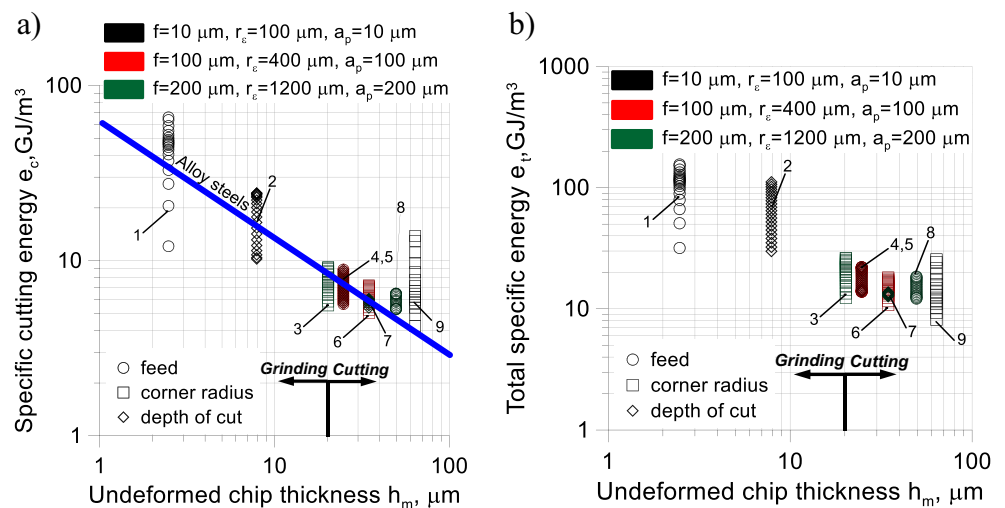 a)
f=10 μm, rε=100 μm, ap=10 μm
f=100 μm, rε=400 μm, ap=100 μm
f=200 μm, rε=1200 μm, ap=200 μm
Specific cutting energy ec,GJ/m³
100
10
1
Alloy steels
1
2
3
4,5
6
7
8
9
feed
corner radius
depth of cut
Grinding Cutting
1
10
100
Undeformed chip thickness hm, μm
b)
f=10 μm, rε=100 μm, ap=10 μm
f=100 μm, rε=400 μm, ap=100 μm
f=200 μm, rε=1200 μm, ap=200 μm
Total specific energy et,GJ/m³
1000
100
10
1
1
2
3
4,5
6
7
8
9
feed
corner radius
depth of cut
Grinding Cutting
1
10
100
Undeformed chip thickness hm, μm